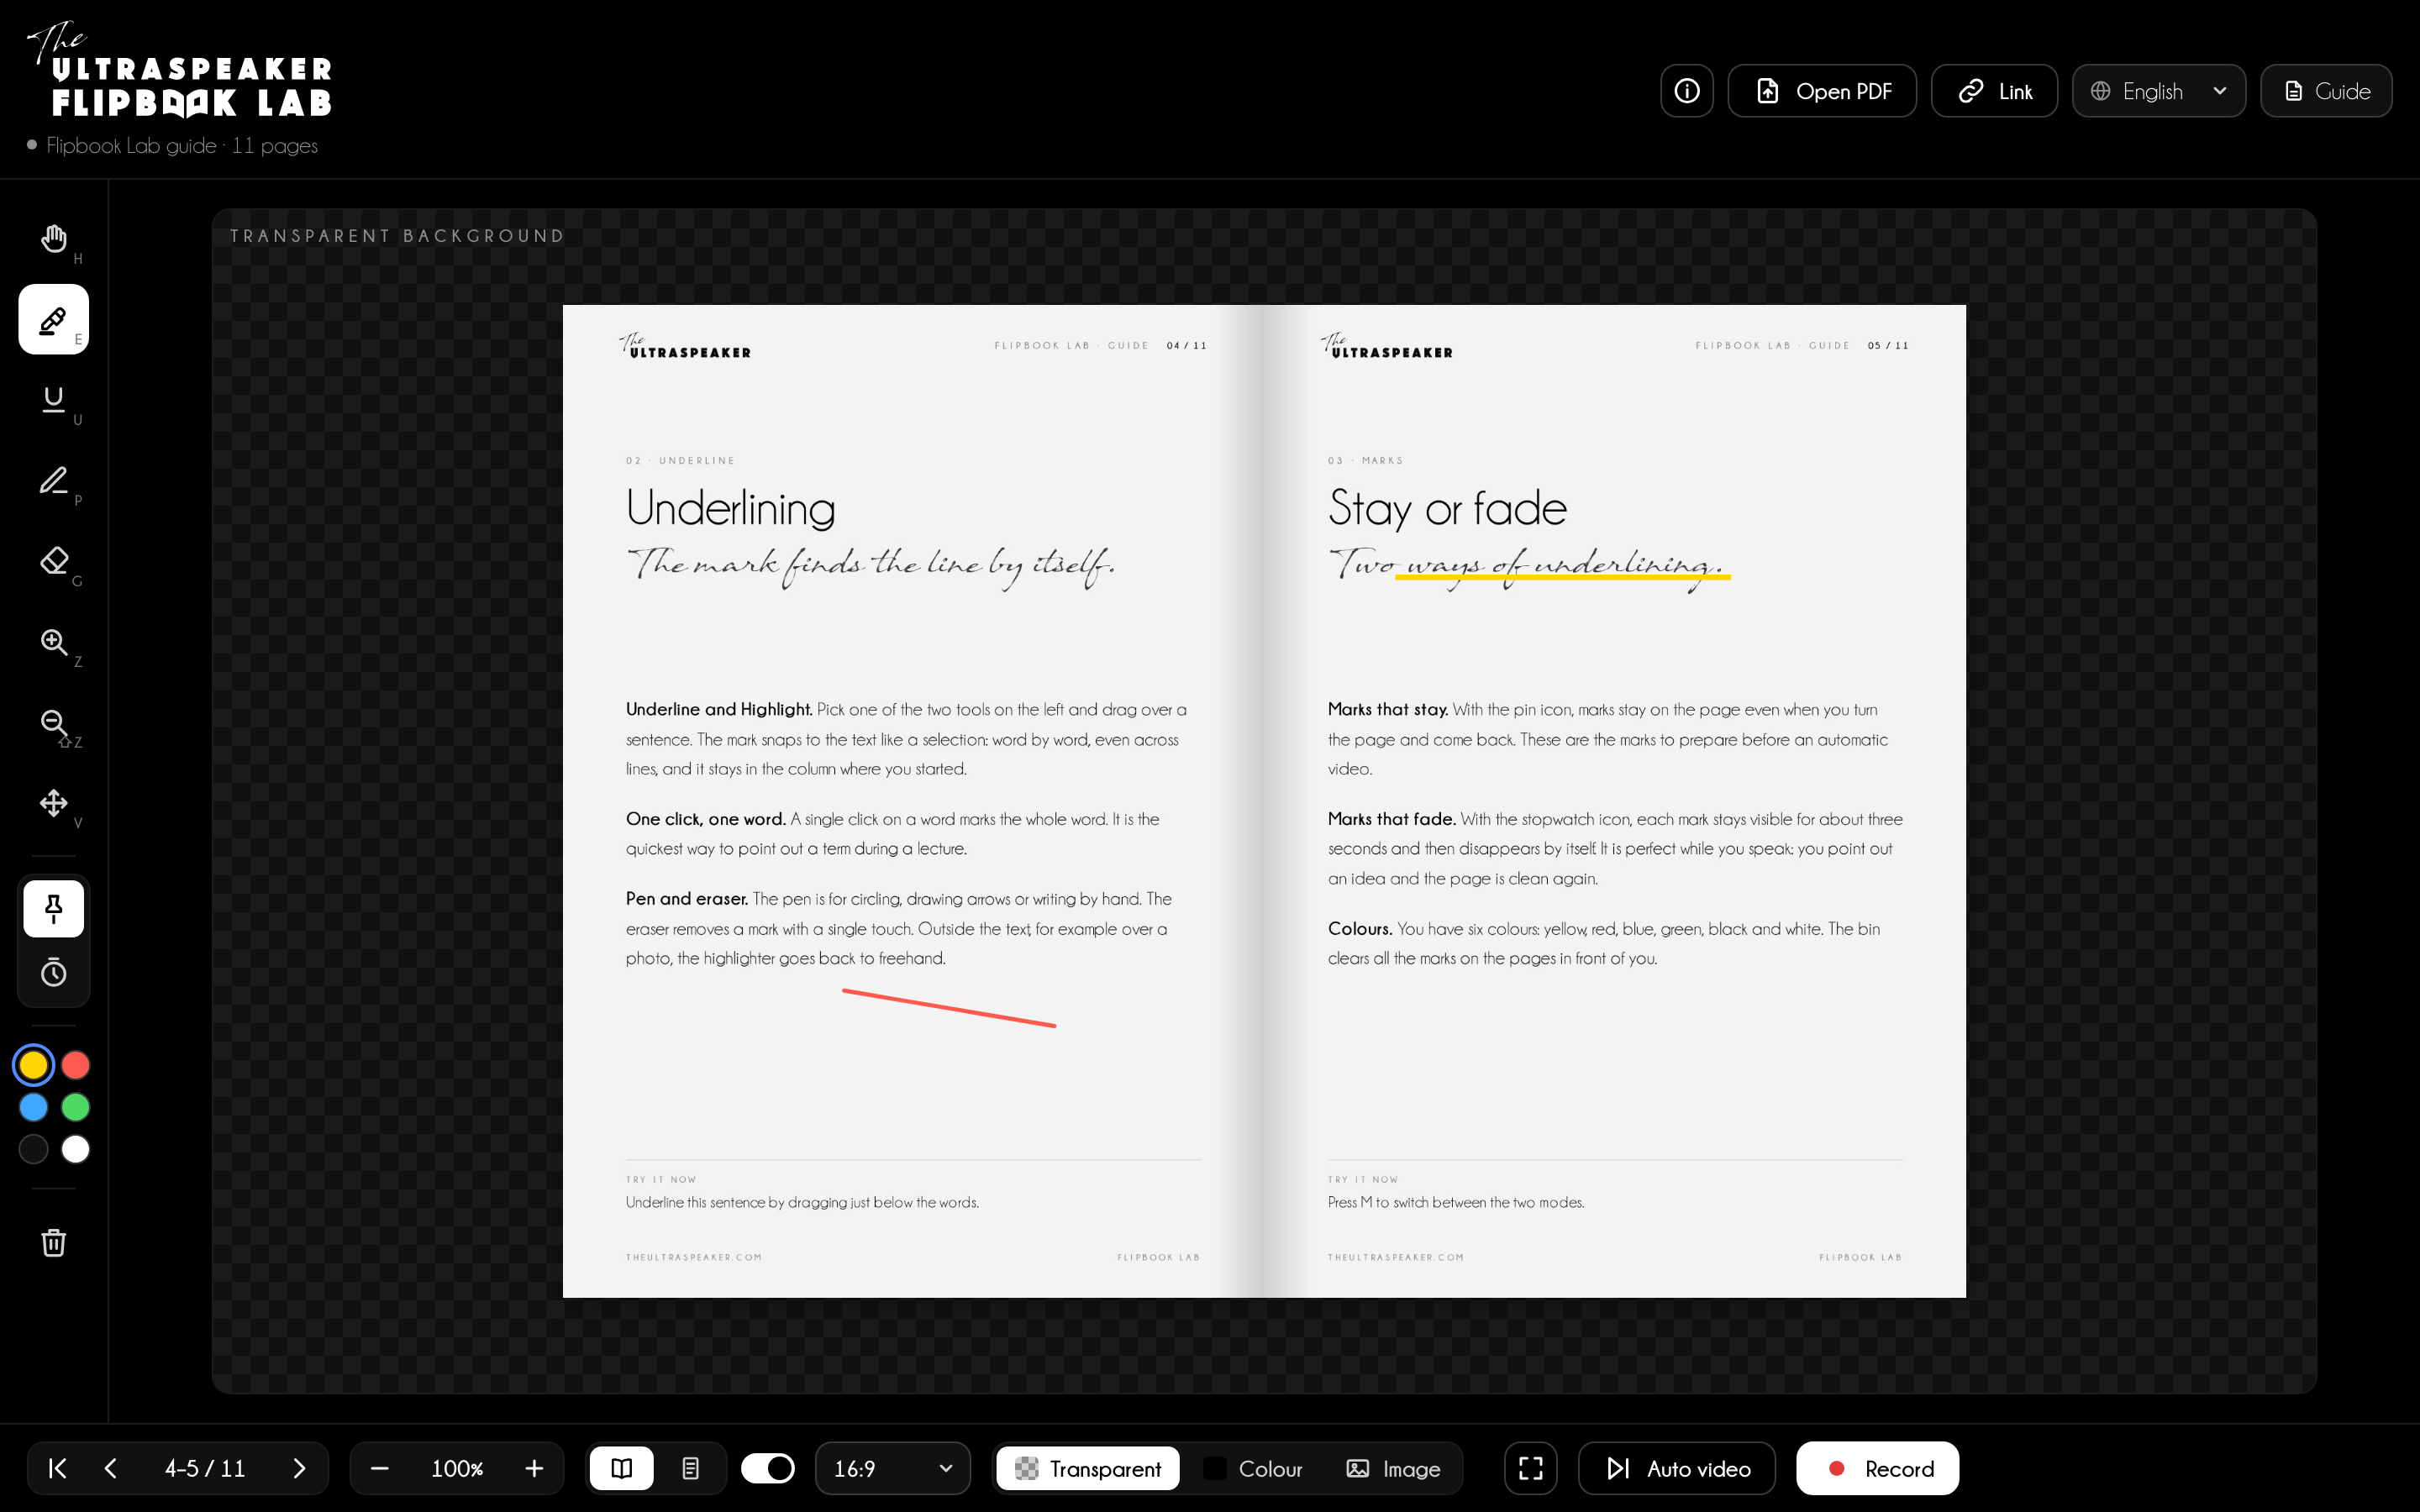 The
ULTRASPEAKER
FLIPBOOK LAB
Flipbook Lab guide · 11 pages
Open PDF
Link
English
Guide
H
E
U
P
G
Z
⇧Z
V
TRANSPARENT BACKGROUND
The
ULTRASPEAKER
FLIPBOOK LAB · GUIDE 04 / 11
02 · UNDERLINE
Underlining
The mark finds the line by itself.
Underline and Highlight. Pick one of the two tools on the left and drag over a
sentence. The mark snaps to the text like a selection: word by word, even across
lines, and it stays in the column where you started.
One click, one word. A single click on a word marks the whole word. It is the
quickest way to point out a term during a lecture.
Pen and eraser. The pen is for circling, drawing arrows or writing by hand. The
eraser removes a mark with a single touch. Outside the text, for example over a
photo, the highlighter goes back to freehand.
TRY IT NOW
Underline this sentence by dragging just below the words.
THEULTRASPEAKER.COM
FLIPBOOK LAB
The
ULTRASPEAKER
FLIPBOOK LAB · GUIDE 05 / 11
03 · MARKS
Stay or fade
Two ways of underlining.
Marks that stay. With the pin icon, marks stay on the page even when you turn
the page and come back. These are the marks to prepare before an automatic
video.
Marks that fade. With the stopwatch icon, each mark stays visible for about three
seconds and then disappears by itself. It is perfect while you speak: you point out
an idea and the page is clean again.
Colours. You have six colours: yellow, red, blue, green, black and white. The bin
clears all the marks on the pages in front of you.
TRY IT NOW
Press M to switch between the two modes.
THEULTRASPEAKER.COM
FLIPBOOK LAB
4–5 / 11
100%
16:9
Transparent
Colour
Image
Auto video
Record